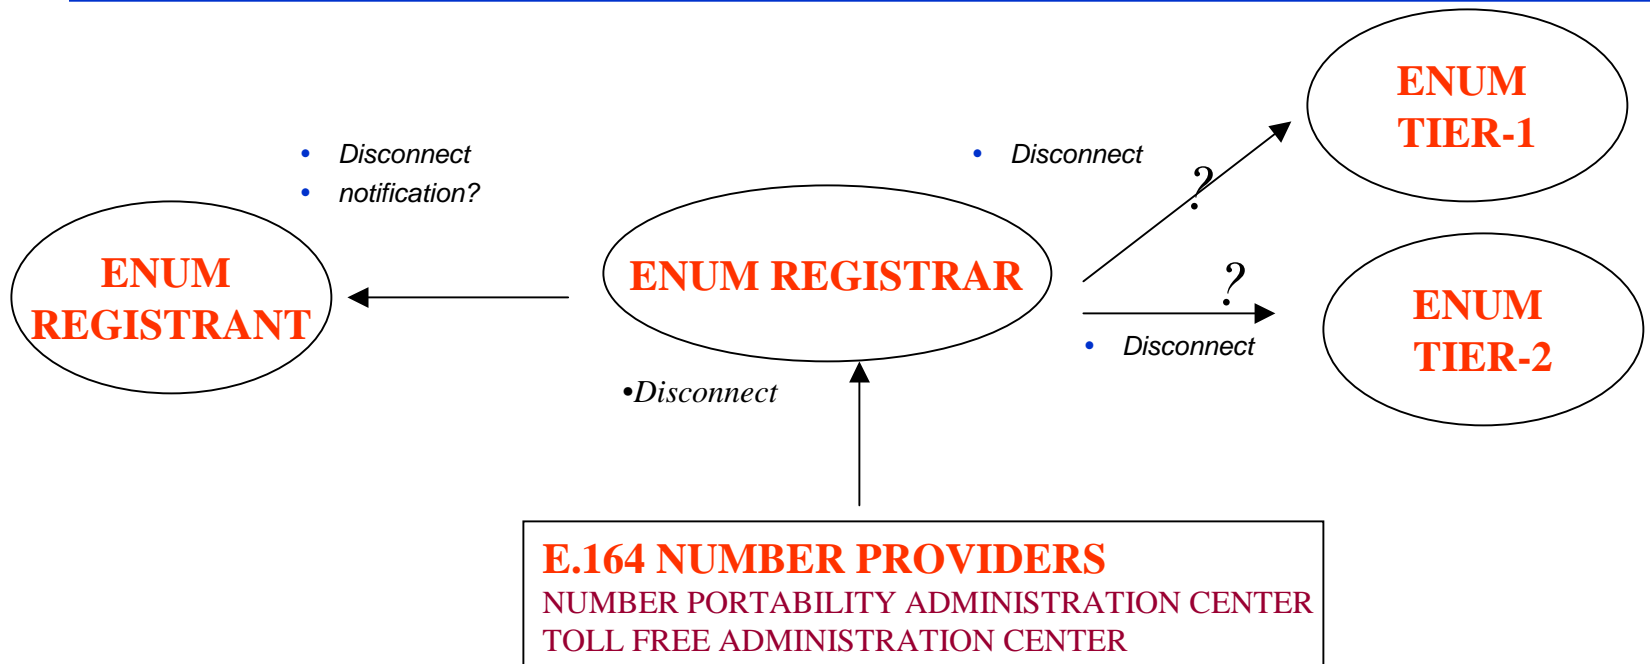 ENUM
TIER-1
• Disconnect
• notification?
• Disconnect
?
ENUM
REGISTRANT
ENUM REGISTRAR
?
ENUM
TIER-2
• Disconnect
•Disconnect
E.164 NUMBER PROVIDERS
NUMBER PORTABILITY ADMINISTRATION CENTER
TOLL FREE ADMINISTRATION CENTER